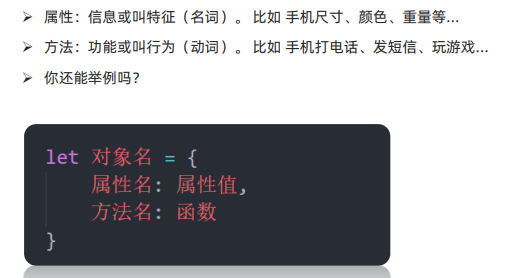 ➢ 属性：信息或叫特征（名词）。 比如 手机尺寸、颜色、重量等…
➢ 方法：功能或叫行为（动词）。 比如 手机打电话、发短信、玩游戏…
➢ 你还能举例吗？
let 对象名 = {
属性名: 属性值,
方法名: 函数
}